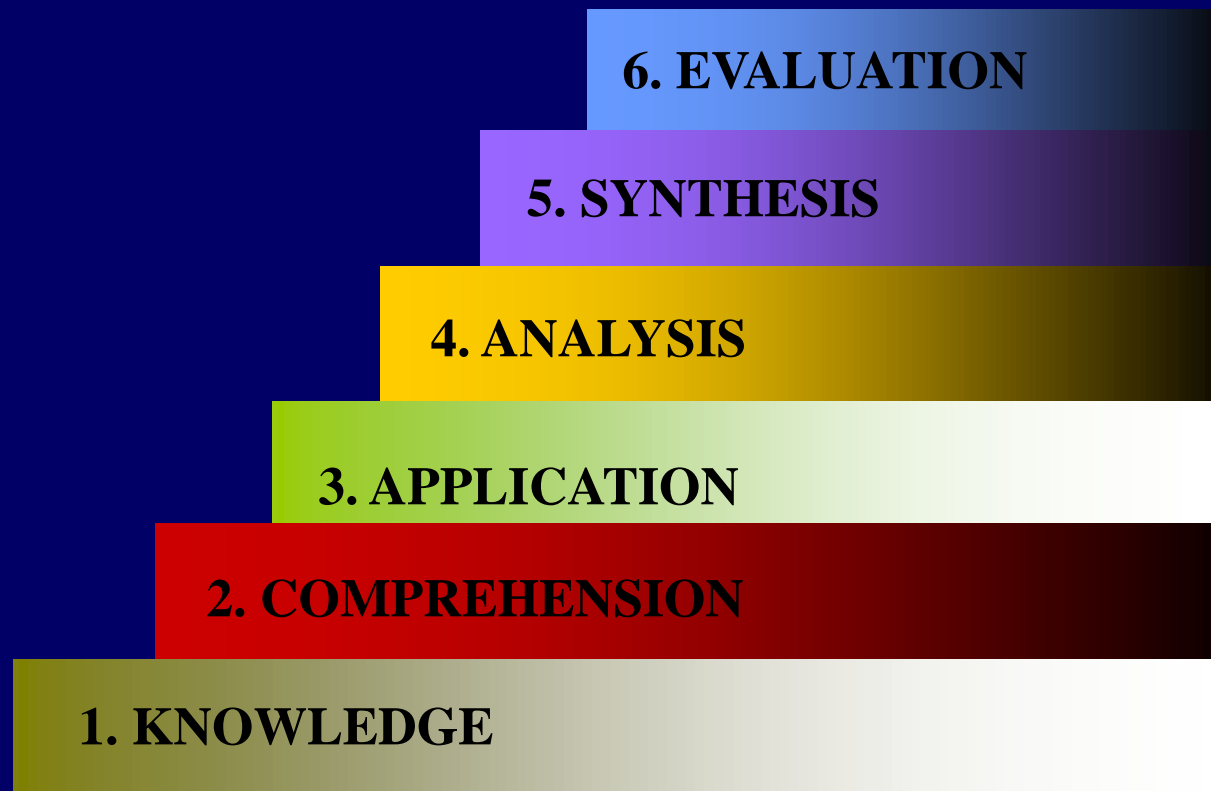 6. EVALUATION
5. SYNTHESIS
4. ANALYSIS
3. APPLICATION
2. COMPREHENSION
1. KNOWLEDGE